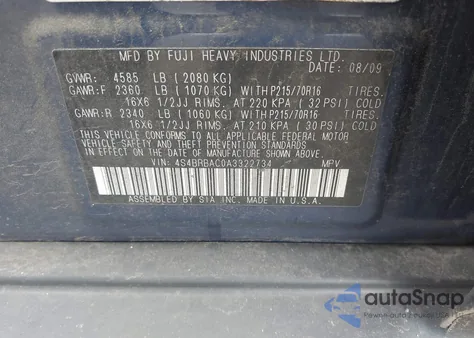 MFD BY FUJI HEAVY INDUSTRIES LTD.
DATE: 08/09
GVWR: 4585 LB ( 2080 KG)
GAWR:F 2360 LB ( 1070 KG) WITH P215/70R16 TIRES.
16X6 1/2JJ RIMS. AT 220 KPA ( 32 PSI) COLD
GAWR:R 2340 LB ( 1060 KG) WITH P215/70R16 TIRES.
16X6 1/2JJ RIMS. AT 210 KPA ( 30 PSI) COLD
THIS VEHICLE CONFORMS TO ALL APPLICABLE
FEDERAL MOTOR VEHICLE
SAFETY AND THEFT PREVENTION STANDARDS IN EFFECT
ON THE DATE OF MANUFACTURE SHOWN ABOVE.
VIN: 4S4BRBAC0A3322734 MPV
ASSEMBLED BY SIA INC. MADE IN U.S.A.
autoSnap